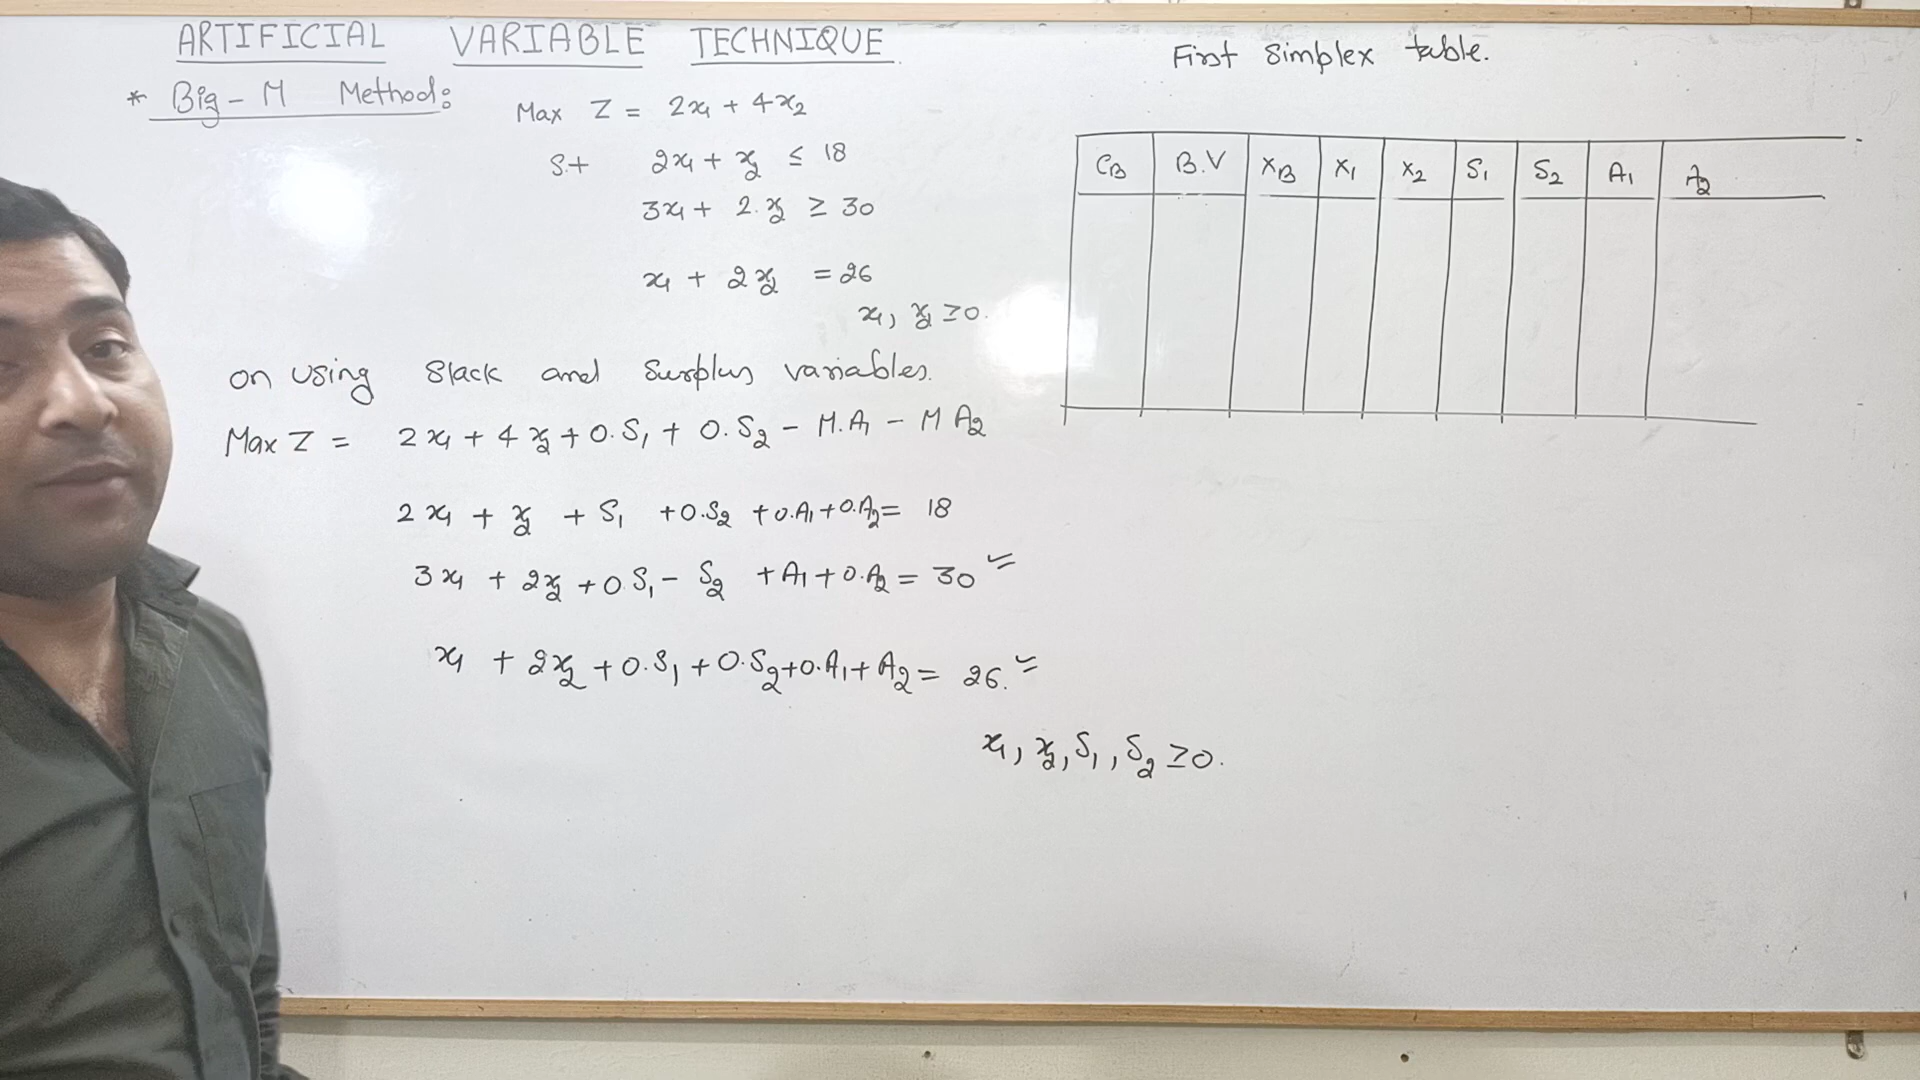 ARTIFICIAL VARIABLE TECHNIQUE.
* Big-M Method:
Max Z = 2x₁ + 4x₂
S.t 2x₁ + x₂ ≤ 18
3x₁ + 2.x₂ ≥ 30
x₁ + 2x₂ = 26
x₁, x₂ ≥ 0.
on using Slack and Surplus variables.
Max Z = 2x₁ + 4x₂ + 0.S₁ + 0.S₂ - M.A₁ - M A₂
2x₁ + x₂ + S₁ + 0.S₂ + 0.A₁ + 0.A₂ = 18
3x₁ + 2x₂ + 0.S₁ - S₂ + A₁ + 0.A₂ = 30
x₁ + 2x₂ + 0.S₁ + 0.S₂ + 0.A₁ + A₂ = 26.
x₁, x₂, S₁, S₂ ≥ 0.
First Simplex table.
C_B B.V X_B X₁ X₂ S₁ S₂ A₁ A₂